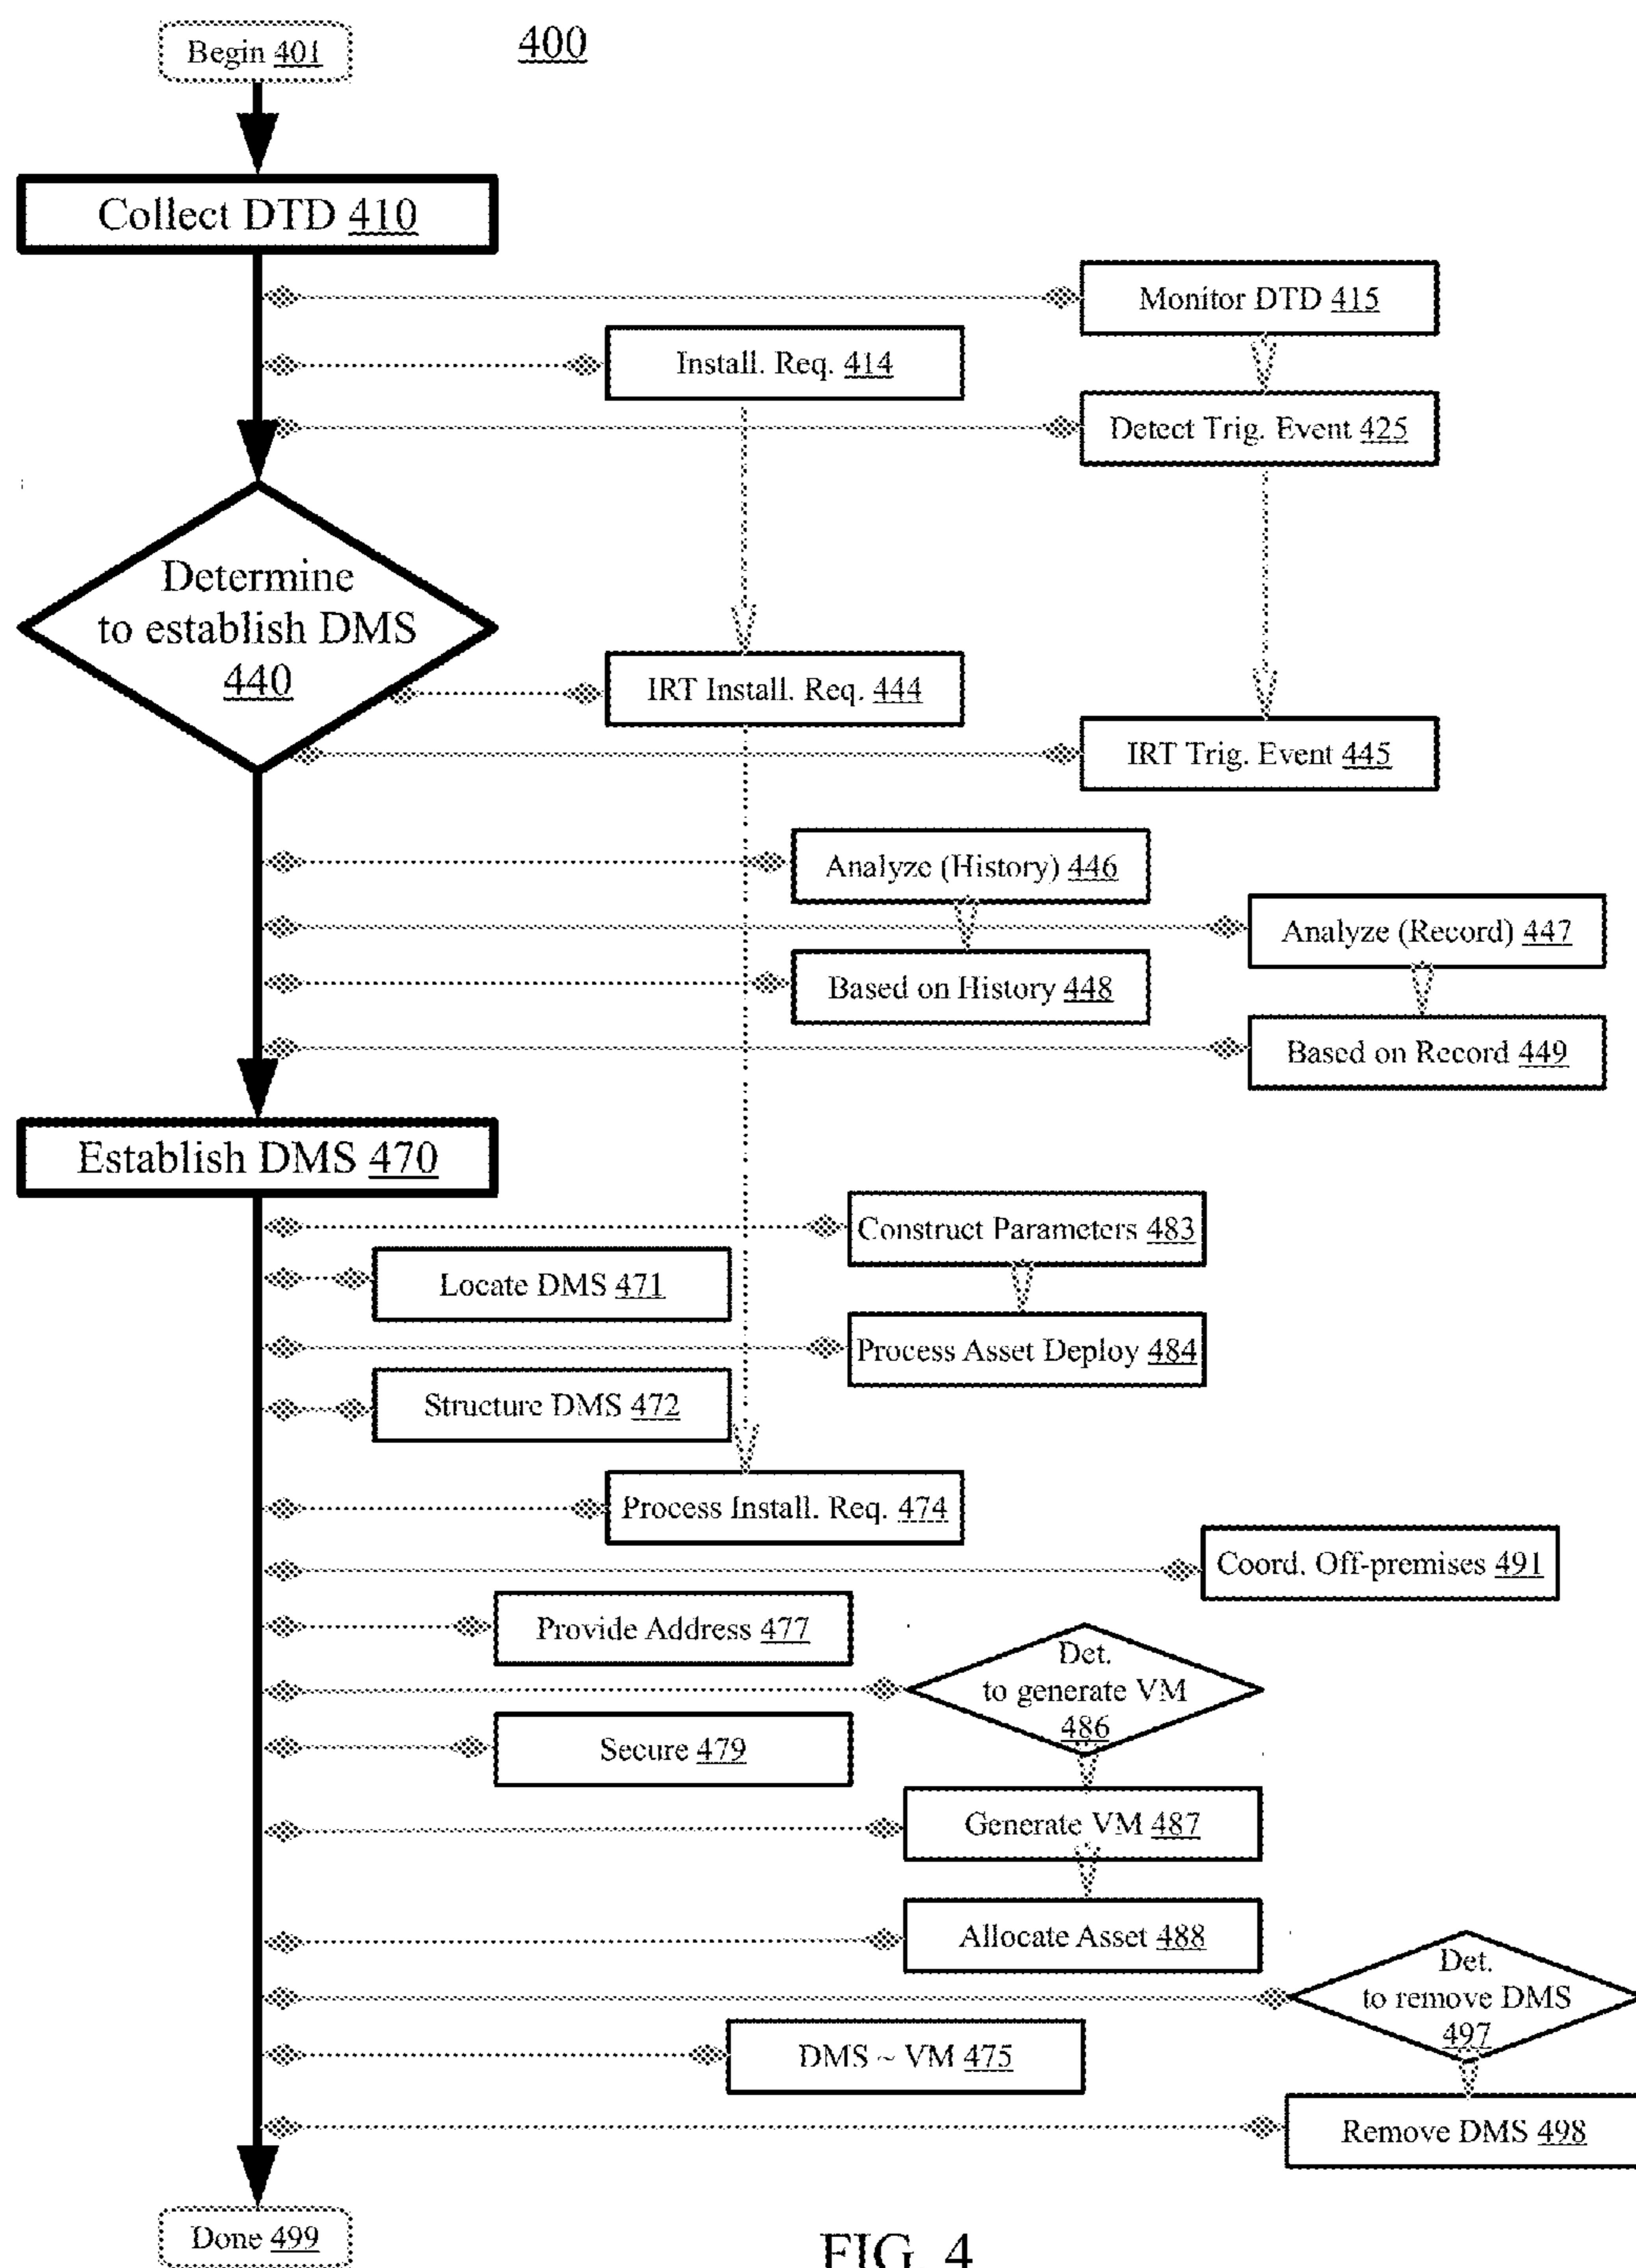 Begin 401
400
Collect DTD 410
Monitor DTD 415
Install. Req. 414
Detect Trig. Event 425
Determine
to establish DMS
440
IRT Install. Req. 444
IRT Trig. Event 445
Analyze (History) 446
Analyze (Record) 447
Based on History 448
Based on Record 449
Establish DMS 470
Construct Parameters 483
Locate DMS 471
Process Asset Deploy 484
Structure DMS 472
Process Install. Req. 474
Coord. Off-premises 491
Provide Address 477
Det.
to generate VM
486
Secure 479
Generate VM 487
Allocate Asset 488
Det.
to remove DMS
497
DMS ~ VM 475
Remove DMS 498
Done 499
FIG. 4